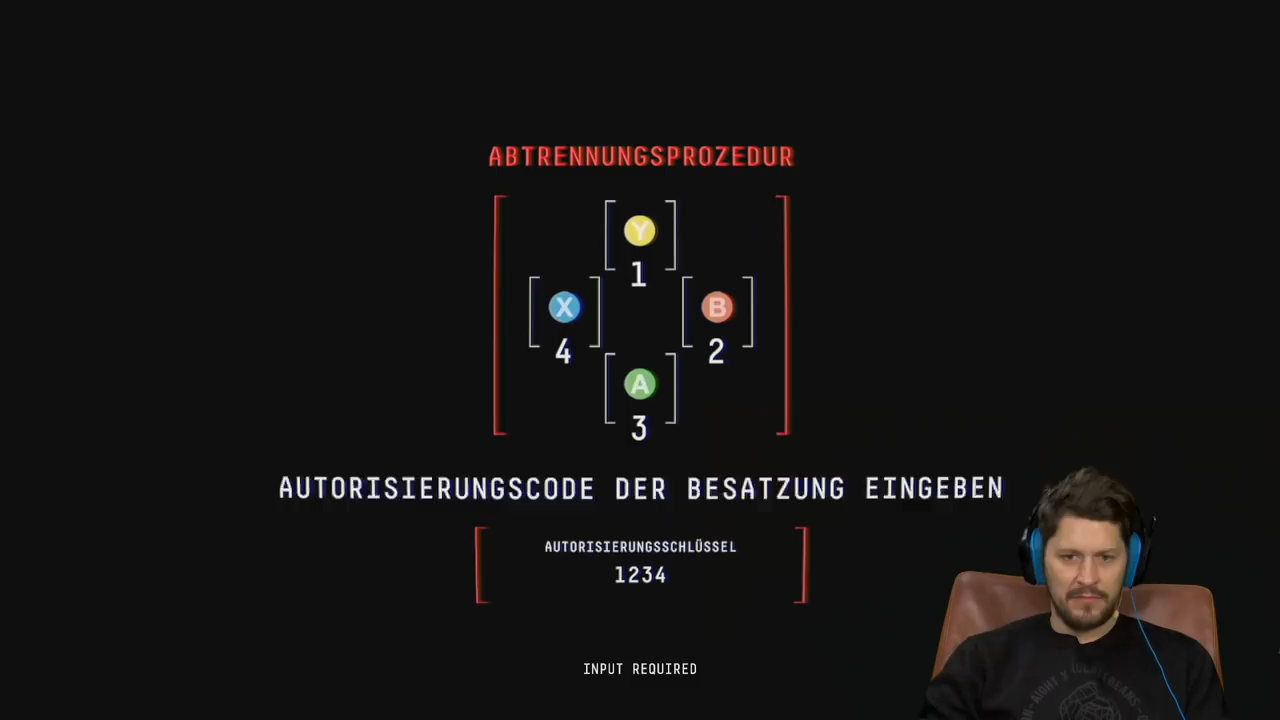 ABTRENNUNGSPROZEDUR
Y
1
X
B
4
2
A
3
AUTORISIERUNGSCODE DER BESATZUNG EINGEBEN
AUTORISIERUNGSSCHLÜSSEL
1234
INPUT REQUIRED